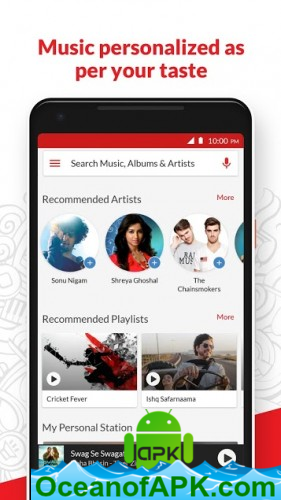 Music personalized as
per your taste
10:00 PM
Search Music, Albums & Artists
Recommended Artists
More
Sonu Nigam
Shreya Ghoshal
The
Chainsmokers
Recommended Playlists
More
Cricket Fever
Ishq Safarnaama
My Personal Station
Swag Se Swagat
apk
OceanofAPK.com